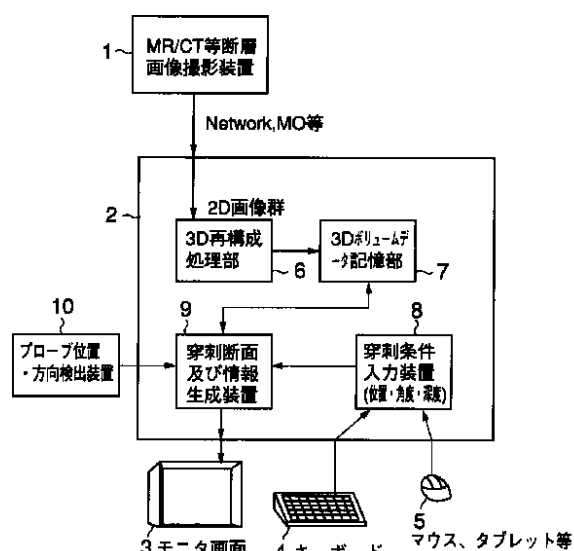 1
MR/CT等断層
画像撮影装置
Network,MO等
2
2D画像群
3D再構成
処理部
6
3Dボリュームデ
ータ記憶部
7
10
プローブ位置
・方向検出装置
9
穿刺断面
及び情報
生成装置
8
穿刺条件
入力装置
(位置・角度・深度)
3 モニタ画面
4 キーボード
5
マウス、タブレット等